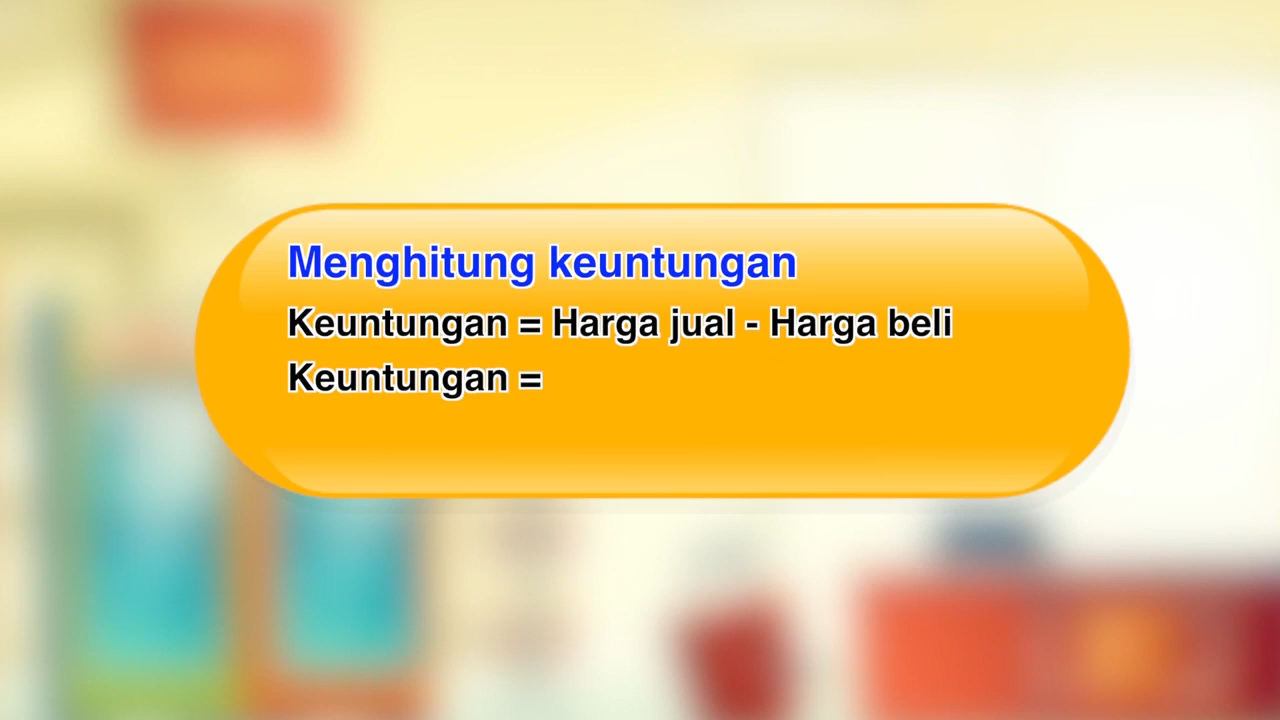 Menghitung keuntungan
Keuntungan = Harga jual - Harga beli
Keuntungan =